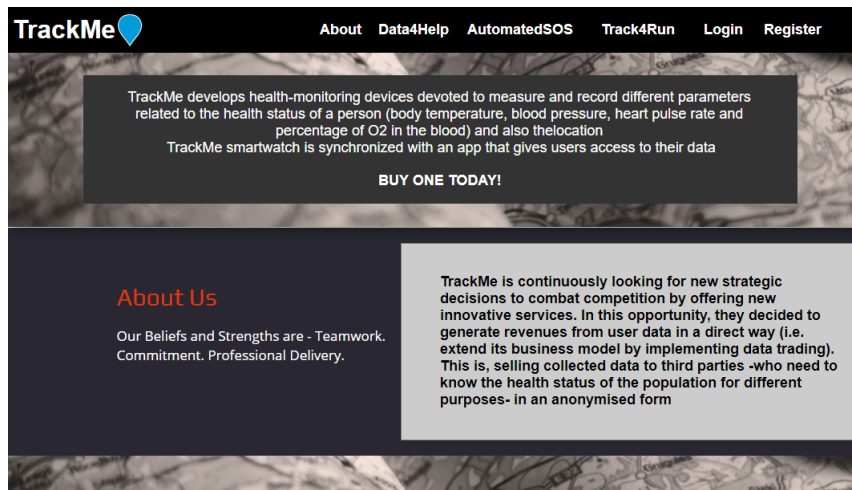 TrackMe
About Data4Help AutomatedSOS Track4Run Login Register
TrackMe develops health-monitoring devices devoted to measure and record different parameters
related to the health status of a person (body temperature, blood pressure, heart pulse rate and
percentage of O2 in the blood) and also thelocation
TrackMe smartwatch is synchronized with an app that gives users access to their data
BUY ONE TODAY!
About Us
Our Beliefs and Strengths are - Teamwork.
Commitment. Professional Delivery.
TrackMe is continuously looking for new strategic
decisions to combat competition by offering new
innovative services. In this opportunity, they decided to
generate revenues from user data in a direct way (i.e.
extend its business model by implementing data trading).
This is, selling collected data to third parties -who need to
know the health status of the population for different
purposes- in an anonymised form